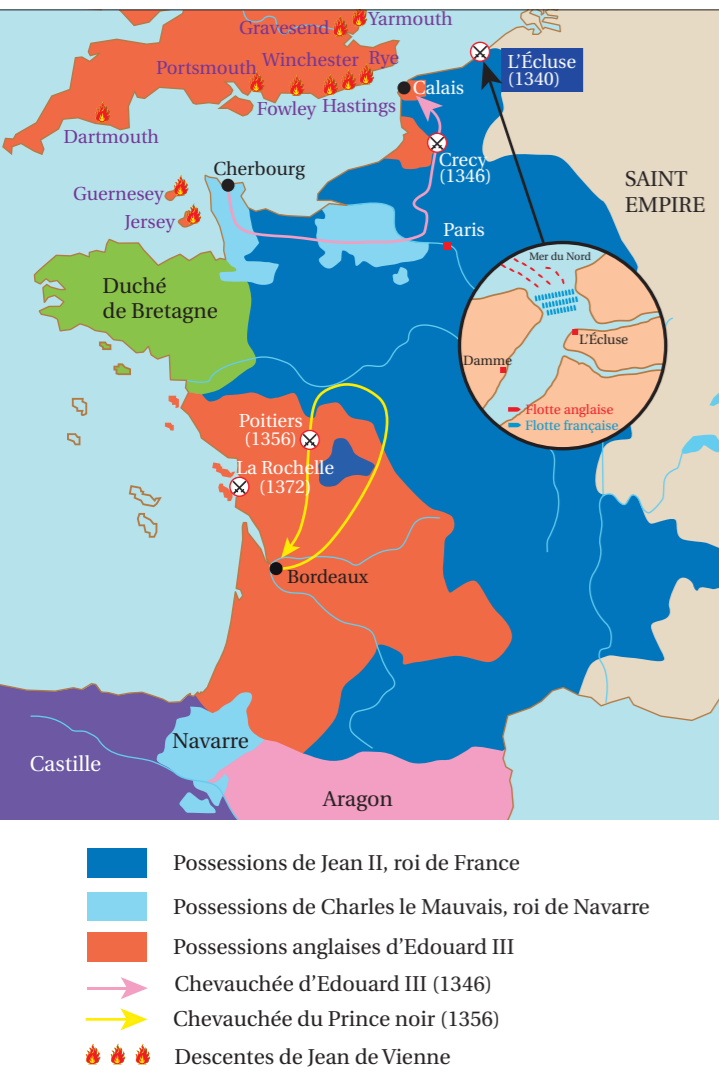 Yarmouth
Gravesend
Winchester
Rye
Portsmouth
L'Écluse
(1340)
Calais
Fowley
Hastings
Dartmouth
Cherbourg
Crecy
(1346)
SAINT
EMPIRE
Guernesey
Jersey
Paris
Mer du Nord
Duché
de Bretagne
L'Écluse
Damme
Flotte anglaise
Flotte française
Poitiers
(1356)
La Rochelle
(1372)
Bordeaux
Navarre
Castille
Aragon
Possessions de Jean II, roi de France
Possessions de Charles le Mauvais, roi de Navarre
Possessions anglaises d'Edouard III
Chevauchée d'Edouard III (1346)
Chevauchée du Prince noir (1356)
Descentes de Jean de Vienne